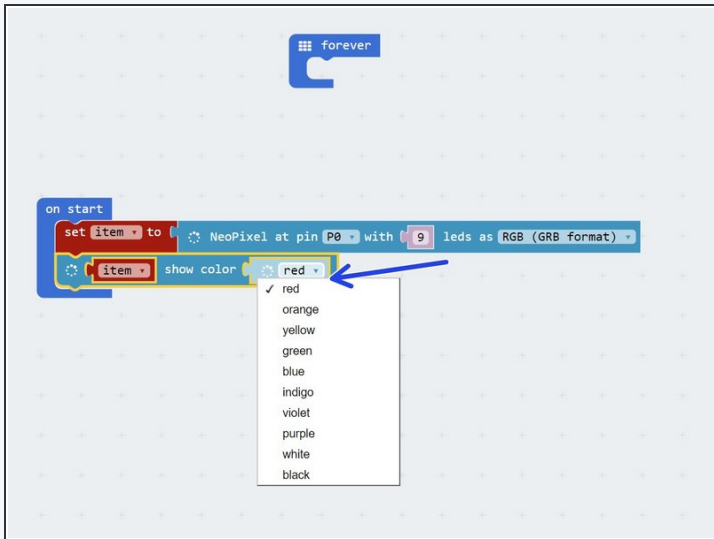 forever
on start
set item to NeoPixel at pin P0 with 9 leds as RGB (GRB format)
item show color red
✓ red
orange
yellow
green
blue
indigo
violet
purple
white
black